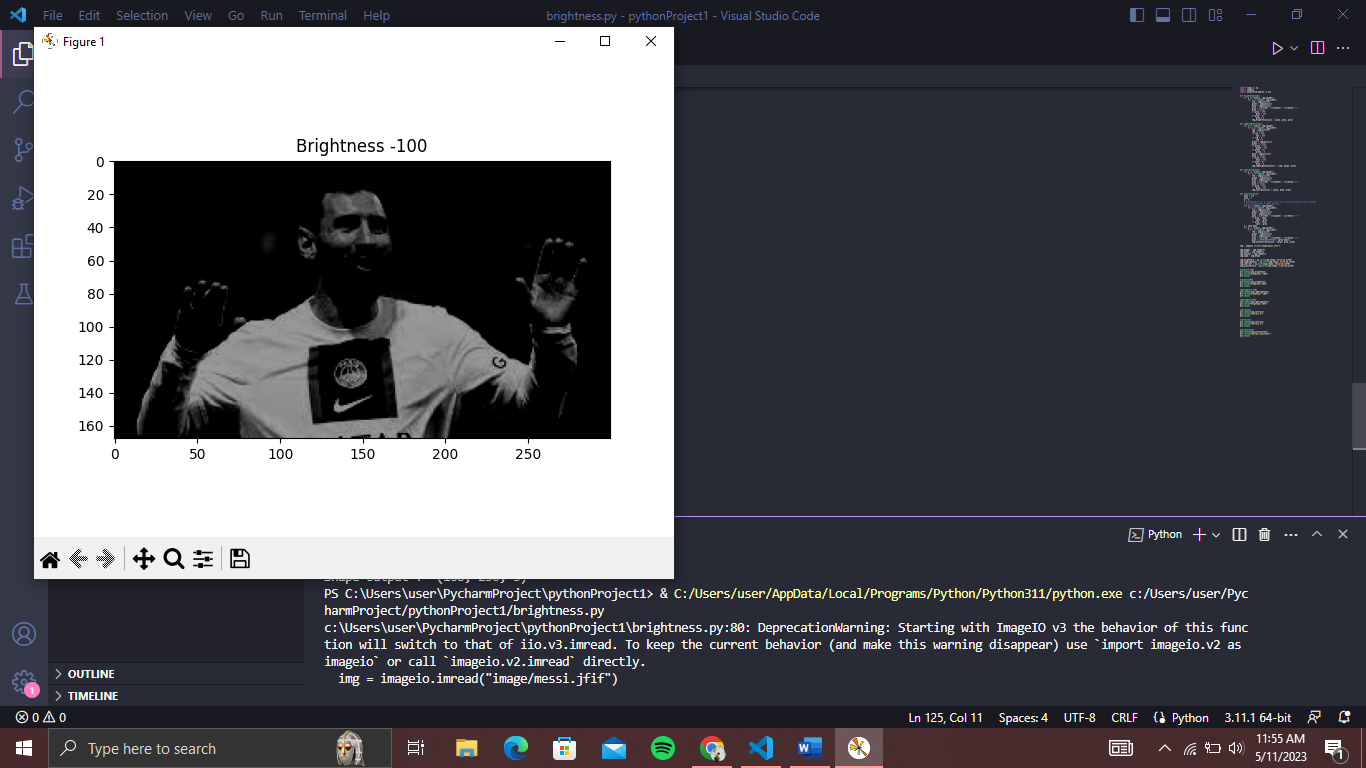 File Edit Selection View Go Run Terminal Help
brightness.py - pythonProject1 - Visual Studio Code
Figure 1
Brightness -100
0
20
40
60
80
100
120
140
160
0 50 100 150 200 250
G
Python
PS C:\Users\user\PycharmProject\pythonProject1> & C:/Users/user/AppData/Local/Programs/Python/Python311/python.exe c:/Users/user/Pyc
harmProject/pythonProject1/brightness.py
c:\Users\user\PycharmProject\pythonProject1\brightness.py:80: DeprecationWarning: Starting with ImageIO v3 the behavior of this func
tion will switch to that of iio.v3.imread. To keep the current behavior (and make this warning disappear) use `import imageio.v2 as
imageio` or call `imageio.v2.imread` directly.
img = imageio.imread("image/messi.jfif")
OUTLINE
TIMELINE
1
0 0
Ln 125, Col 11 Spaces: 4 UTF-8 CRLF Python 3.11.1 64-bit
Type here to search
11:55 AM
5/11/2023
1